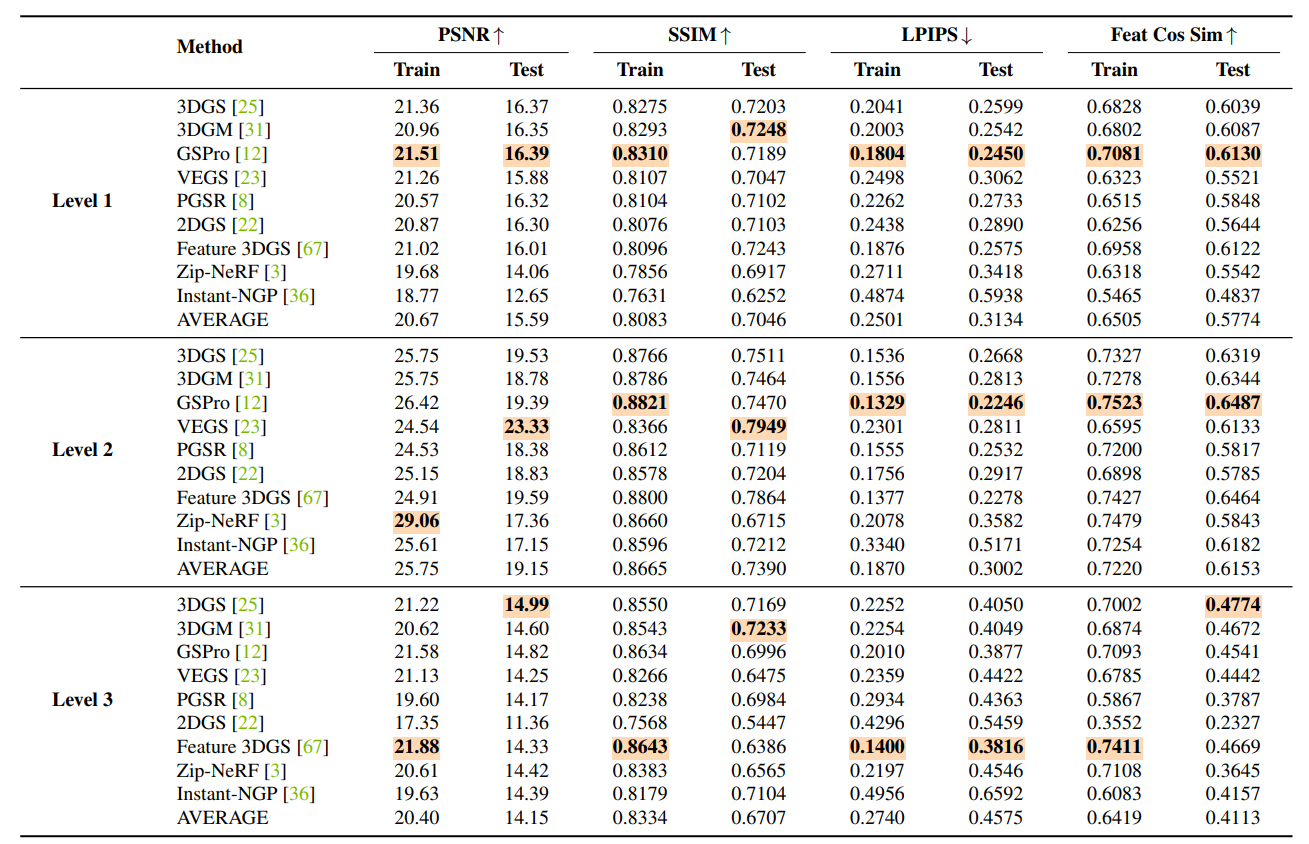 Method PSNR↑ SSIM↑ LPIPS↓ Feat Cos Sim↑
Train Test Train Test Train Test Train Test
3DGS [25] 21.36 16.37 0.8275 0.7203 0.2041 0.2599 0.6828 0.6039
3DGM [31] 20.96 16.35 0.8293 0.7248 0.2003 0.2542 0.6802 0.6087
GSPro [12] 21.51 16.39 0.8310 0.7189 0.1804 0.2450 0.7081 0.6130
VEGS [23] 21.26 15.88 0.8107 0.7047 0.2498 0.3062 0.6323 0.5521
Level 1 PGSR [8] 20.57 16.32 0.8104 0.7102 0.2262 0.2733 0.6515 0.5848
2DGS [22] 20.87 16.30 0.8076 0.7103 0.2438 0.2890 0.6256 0.5644
Feature 3DGS [67] 21.02 16.01 0.8096 0.7243 0.1876 0.2575 0.6958 0.6122
Zip-NeRF [3] 19.68 14.06 0.7856 0.6917 0.2711 0.3418 0.6318 0.5542
Instant-NGP [36] 18.77 12.65 0.7631 0.6252 0.4874 0.5938 0.5465 0.4837
AVERAGE 20.67 15.59 0.8083 0.7046 0.2501 0.3134 0.6505 0.5774
3DGS [25] 25.75 19.53 0.8766 0.7511 0.1536 0.2668 0.7327 0.6319
3DGM [31] 25.75 18.78 0.8786 0.7464 0.1556 0.2813 0.7278 0.6344
GSPro [12] 26.42 19.39 0.8821 0.7470 0.1329 0.2246 0.7523 0.6487
VEGS [23] 24.54 23.33 0.8366 0.7949 0.2301 0.2811 0.6595 0.6133
Level 2 PGSR [8] 24.53 18.38 0.8612 0.7119 0.1555 0.2532 0.7200 0.5817
2DGS [22] 25.15 18.83 0.8578 0.7204 0.1756 0.2917 0.6898 0.5785
Feature 3DGS [67] 24.91 19.59 0.8800 0.7864 0.1377 0.2278 0.7427 0.6464
Zip-NeRF [3] 29.06 17.36 0.8660 0.6715 0.2078 0.3582 0.7479 0.5843
Instant-NGP [36] 25.61 17.15 0.8596 0.7212 0.3340 0.5171 0.7254 0.6182
AVERAGE 25.75 19.15 0.8665 0.7390 0.1870 0.3002 0.7220 0.6153
3DGS [25] 21.22 14.99 0.8550 0.7169 0.2252 0.4050 0.7002 0.4774
3DGM [31] 20.62 14.60 0.8543 0.7233 0.2254 0.4049 0.6874 0.4672
GSPro [12] 21.58 14.82 0.8634 0.6996 0.2010 0.3877 0.7093 0.4541
VEGS [23] 21.13 14.25 0.8266 0.6475 0.2359 0.4422 0.6785 0.4442
Level 3 PGSR [8] 19.60 14.17 0.8238 0.6984 0.2934 0.4363 0.5867 0.3787
2DGS [22] 17.35 11.36 0.7568 0.5447 0.4296 0.5459 0.3552 0.2327
Feature 3DGS [67] 21.88 14.33 0.8643 0.6386 0.1400 0.3816 0.7411 0.4669
Zip-NeRF [3] 20.61 14.42 0.8383 0.6565 0.2197 0.4546 0.7108 0.3645
Instant-NGP [36] 19.63 14.39 0.8179 0.7104 0.4956 0.6592 0.6083 0.4157
AVERAGE 20.40 14.15 0.8334 0.6707 0.2740 0.4575 0.6419 0.4113